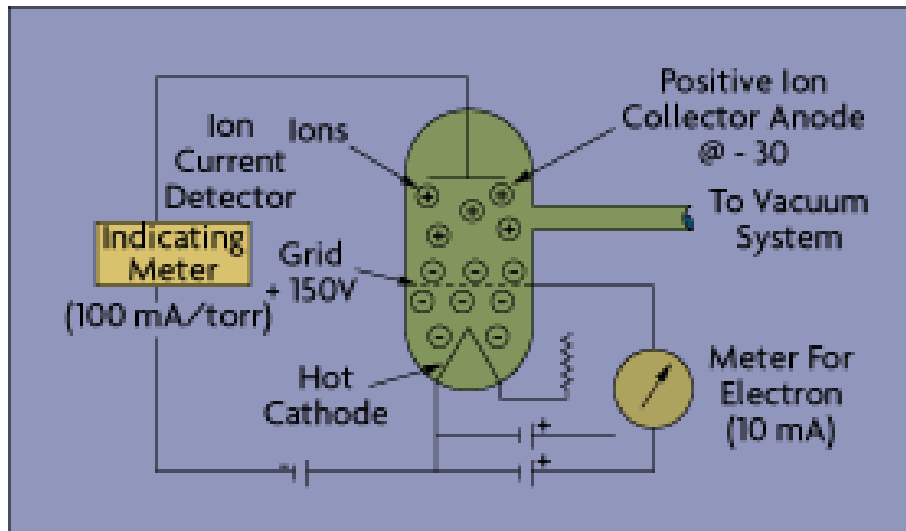 Ion
Current
Detector
Ions
Positive Ion
Collector Anode
@ - 30
Indicating
Meter
(100 mA/torr)
Grid
+ 150V
To Vacuum
System
Hot
Cathode
Meter For
Electron
(10 mA)